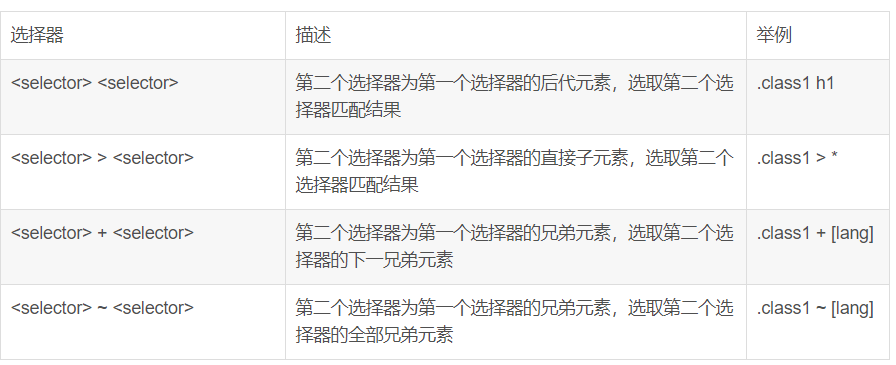 选择器 描述 举例
<selector> <selector> 第二个选择器为第一个选择器的后代元素，选取第二个选 .class1 h1
择器匹配结果
<selector> > <selector> 第二个选择器为第一个选择器的直接子元素，选取第二个 .class1 > *
选择器匹配结果
<selector> + <selector> 第二个选择器为第一个选择器的兄弟元素，选取第二个选 .class1 + [lang]
择器的下一兄弟元素
<selector> ~ <selector> 第二个选择器为第一个选择器的兄弟元素，选取第二个选 .class1 ~ [lang]
择器的全部兄弟元素